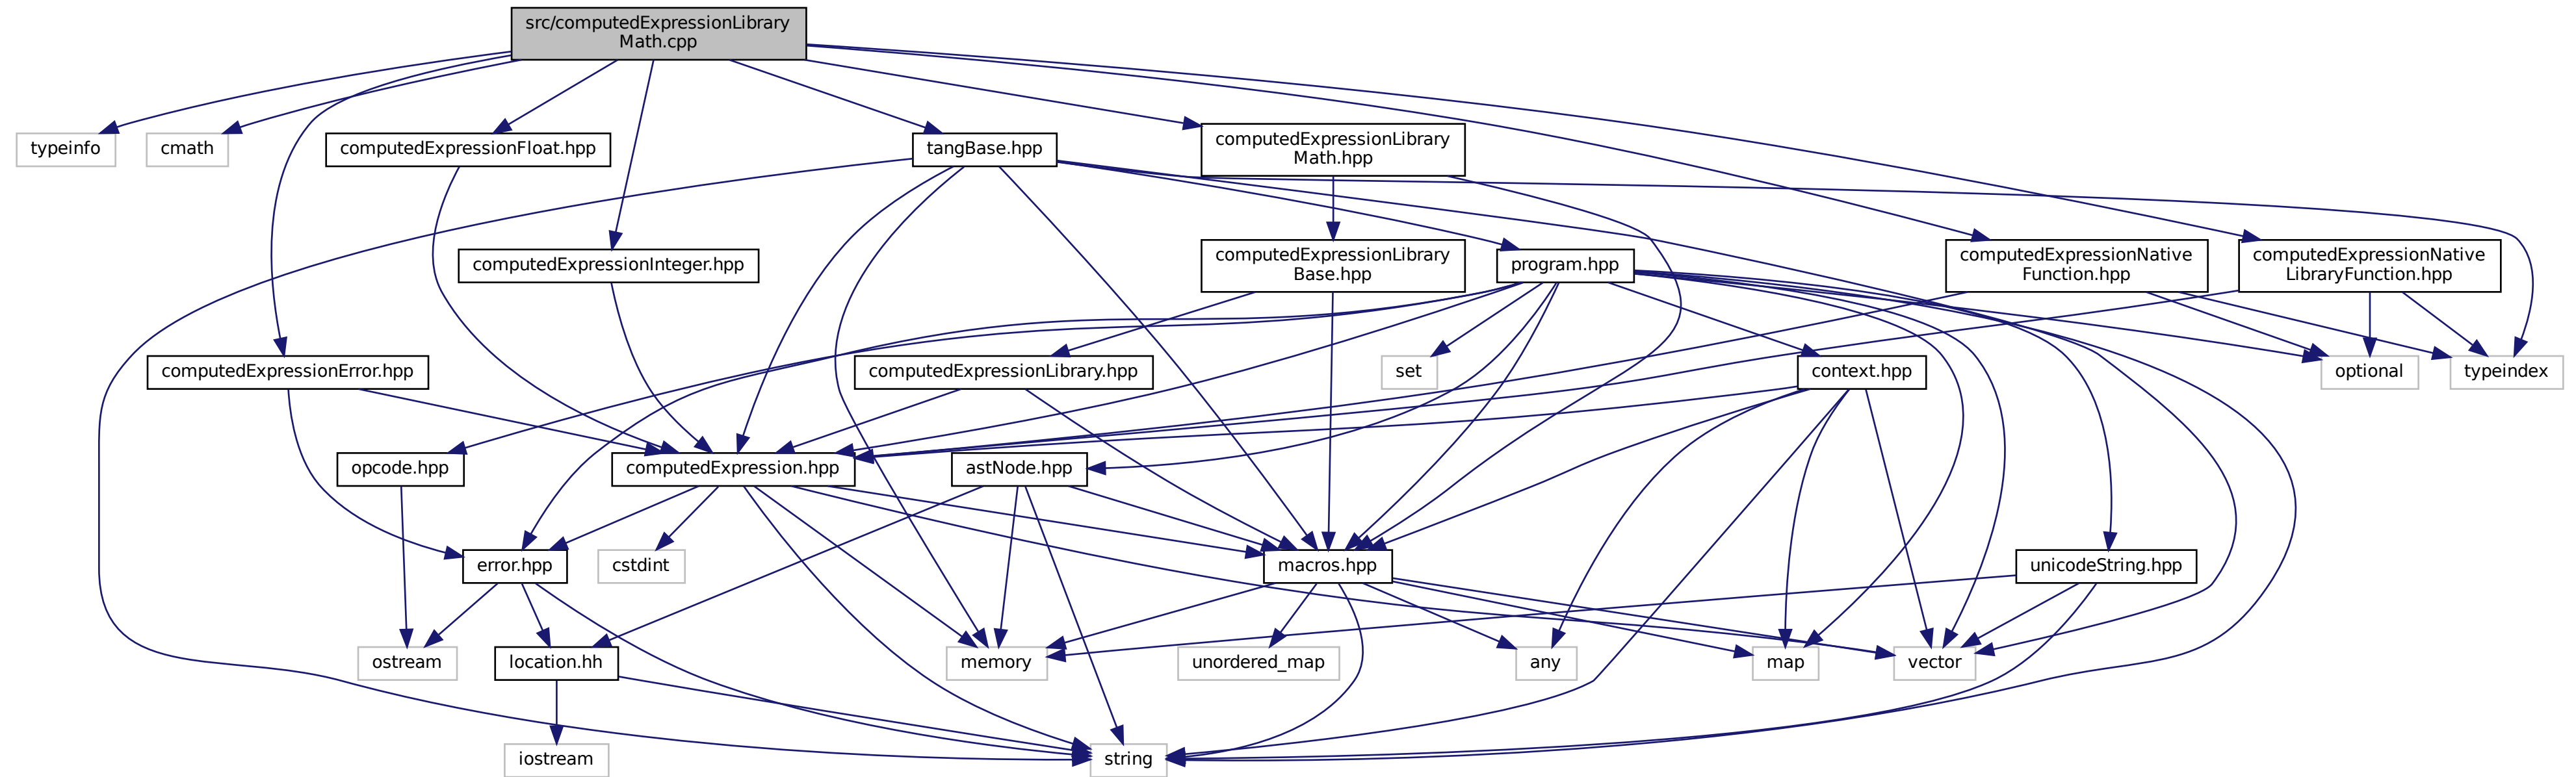 src/computedExpressionLibrary
Math.cpp
typeinfo
cmath
computedExpressionFloat.hpp
tangBase.hpp
computedExpressionLibrary
Math.hpp
computedExpressionInteger.hpp
computedExpressionLibrary
Base.hpp
program.hpp
computedExpressionNative
Function.hpp
computedExpressionNative
LibraryFunction.hpp
computedExpressionError.hpp
computedExpressionLibrary.hpp
set
context.hpp
optional
typeindex
opcode.hpp
computedExpression.hpp
astNode.hpp
error.hpp
cstdint
macros.hpp
unicodeString.hpp
ostream
location.hh
memory
unordered_map
any
map
vector
iostream
string